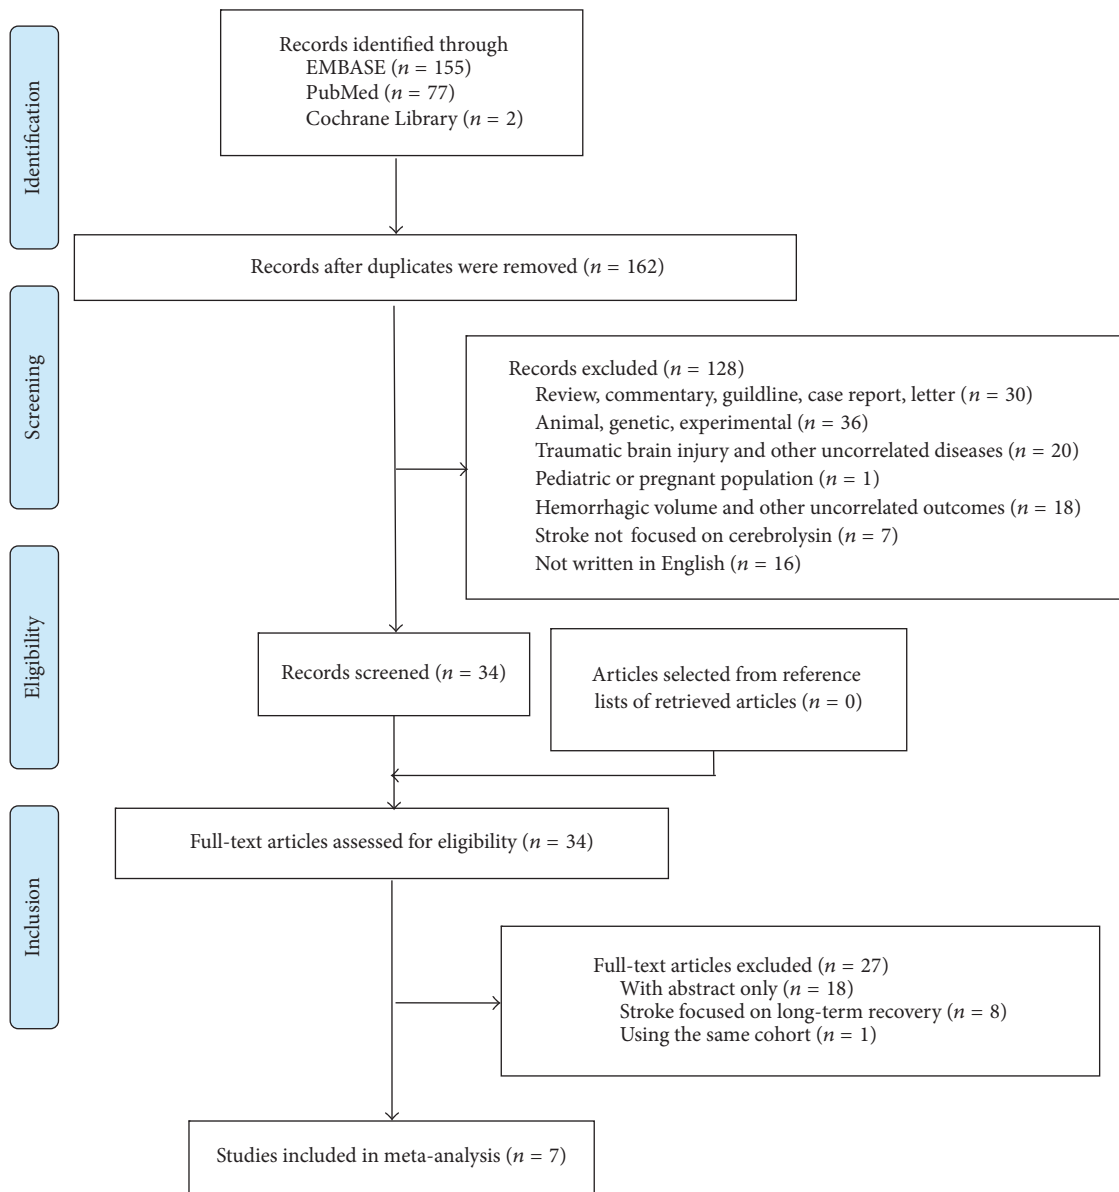 Identification
Records identified through
EMBASE (n = 155)
PubMed (n = 77)
Cochrane Library (n = 2)
Records after duplicates were removed (n = 162)
Screening
Records excluded (n = 128)
Review, commentary, guildline, case report, letter (n = 30)
Animal, genetic, experimental (n = 36)
Traumatic brain injury and other uncorrelated diseases (n = 20)
Pediatric or pregnant population (n = 1)
Hemorrhagic volume and other uncorrelated outcomes (n = 18)
Stroke not focused on cerebrolysin (n = 7)
Not written in English (n = 16)
Eligibility
Records screened (n = 34)
Articles selected from reference
lists of retrieved articles (n = 0)
Full-text articles assessed for eligibility (n = 34)
Inclusion
Full-text articles excluded (n = 27)
With abstract only (n = 18)
Stroke focused on long-term recovery (n = 8)
Using the same cohort (n = 1)
Studies included in meta-analysis (n = 7)